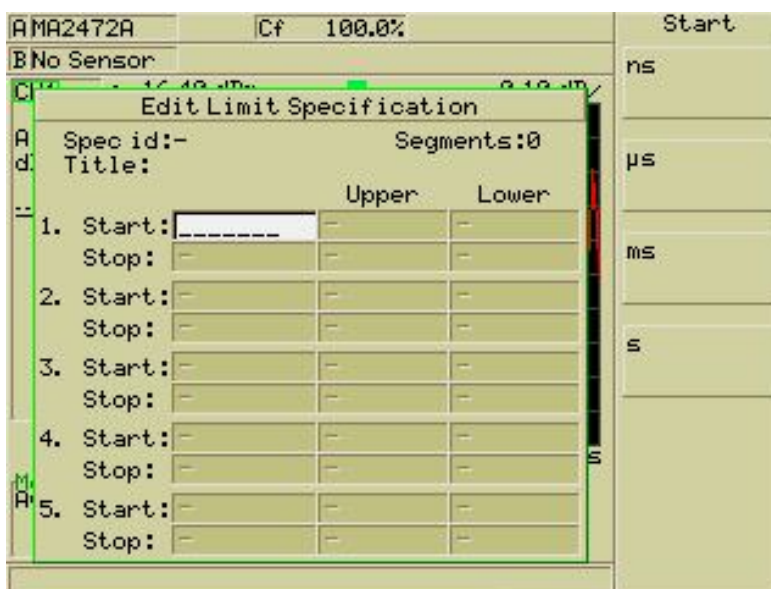 A MA2472A Cf 100.0%
B No Sensor
Start
ns
µs
ms
s
Edit Limit Specification
Spec id:- Segments:0
Title:
Upper Lower
1. Start:_______ - -
Stop: - - -
2. Start:- - -
Stop: - - -
3. Start:- - -
Stop: - - -
4. Start:- - -
Stop: - - -
5. Start:- - -
Stop: - - -